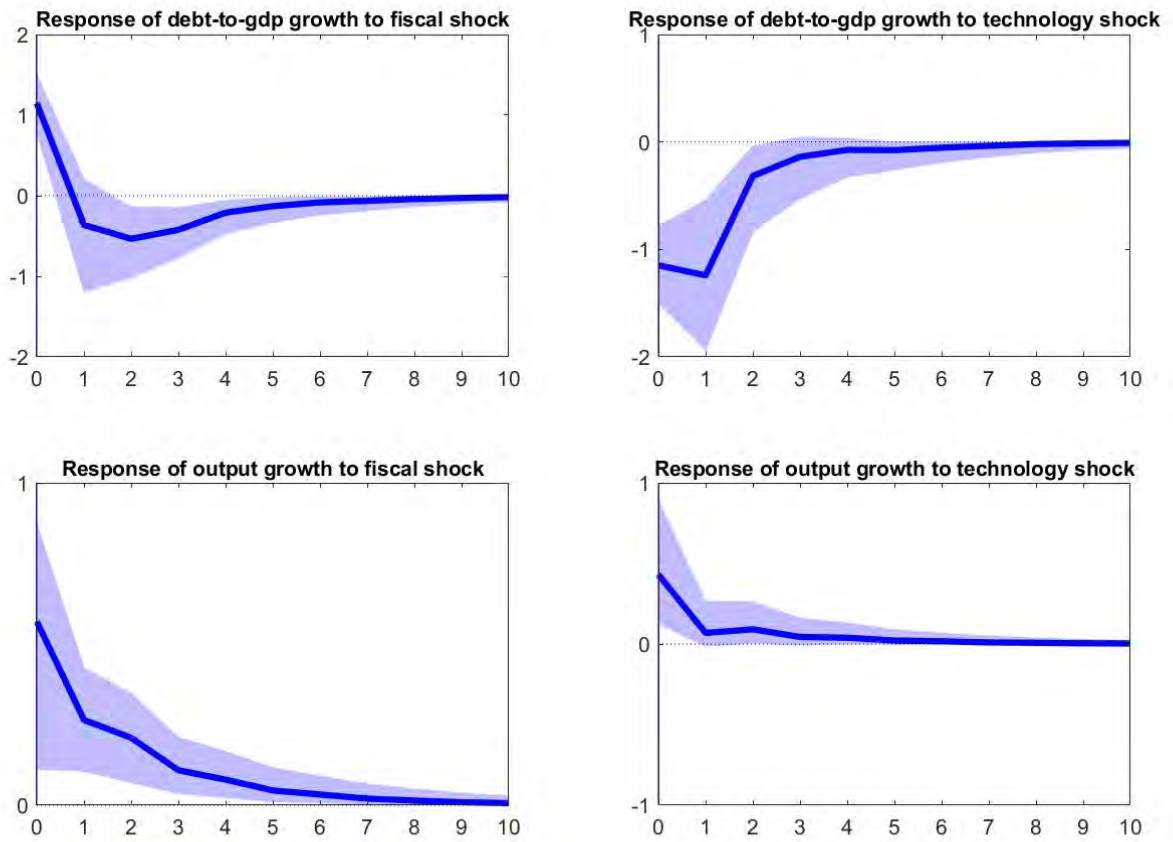 Response of debt-to-gdp growth to fiscal shock
2
1
0
-1
-2
0 1 2 3 4 5 6 7 8 9 10
Response of debt-to-gdp growth to technology shock
1
0
-1
-2
0 1 2 3 4 5 6 7 8 9 10
Response of output growth to fiscal shock
1
0
0 1 2 3 4 5 6 7 8 9 10
Response of output growth to technology shock
1
0
-1
0 1 2 3 4 5 6 7 8 9 10